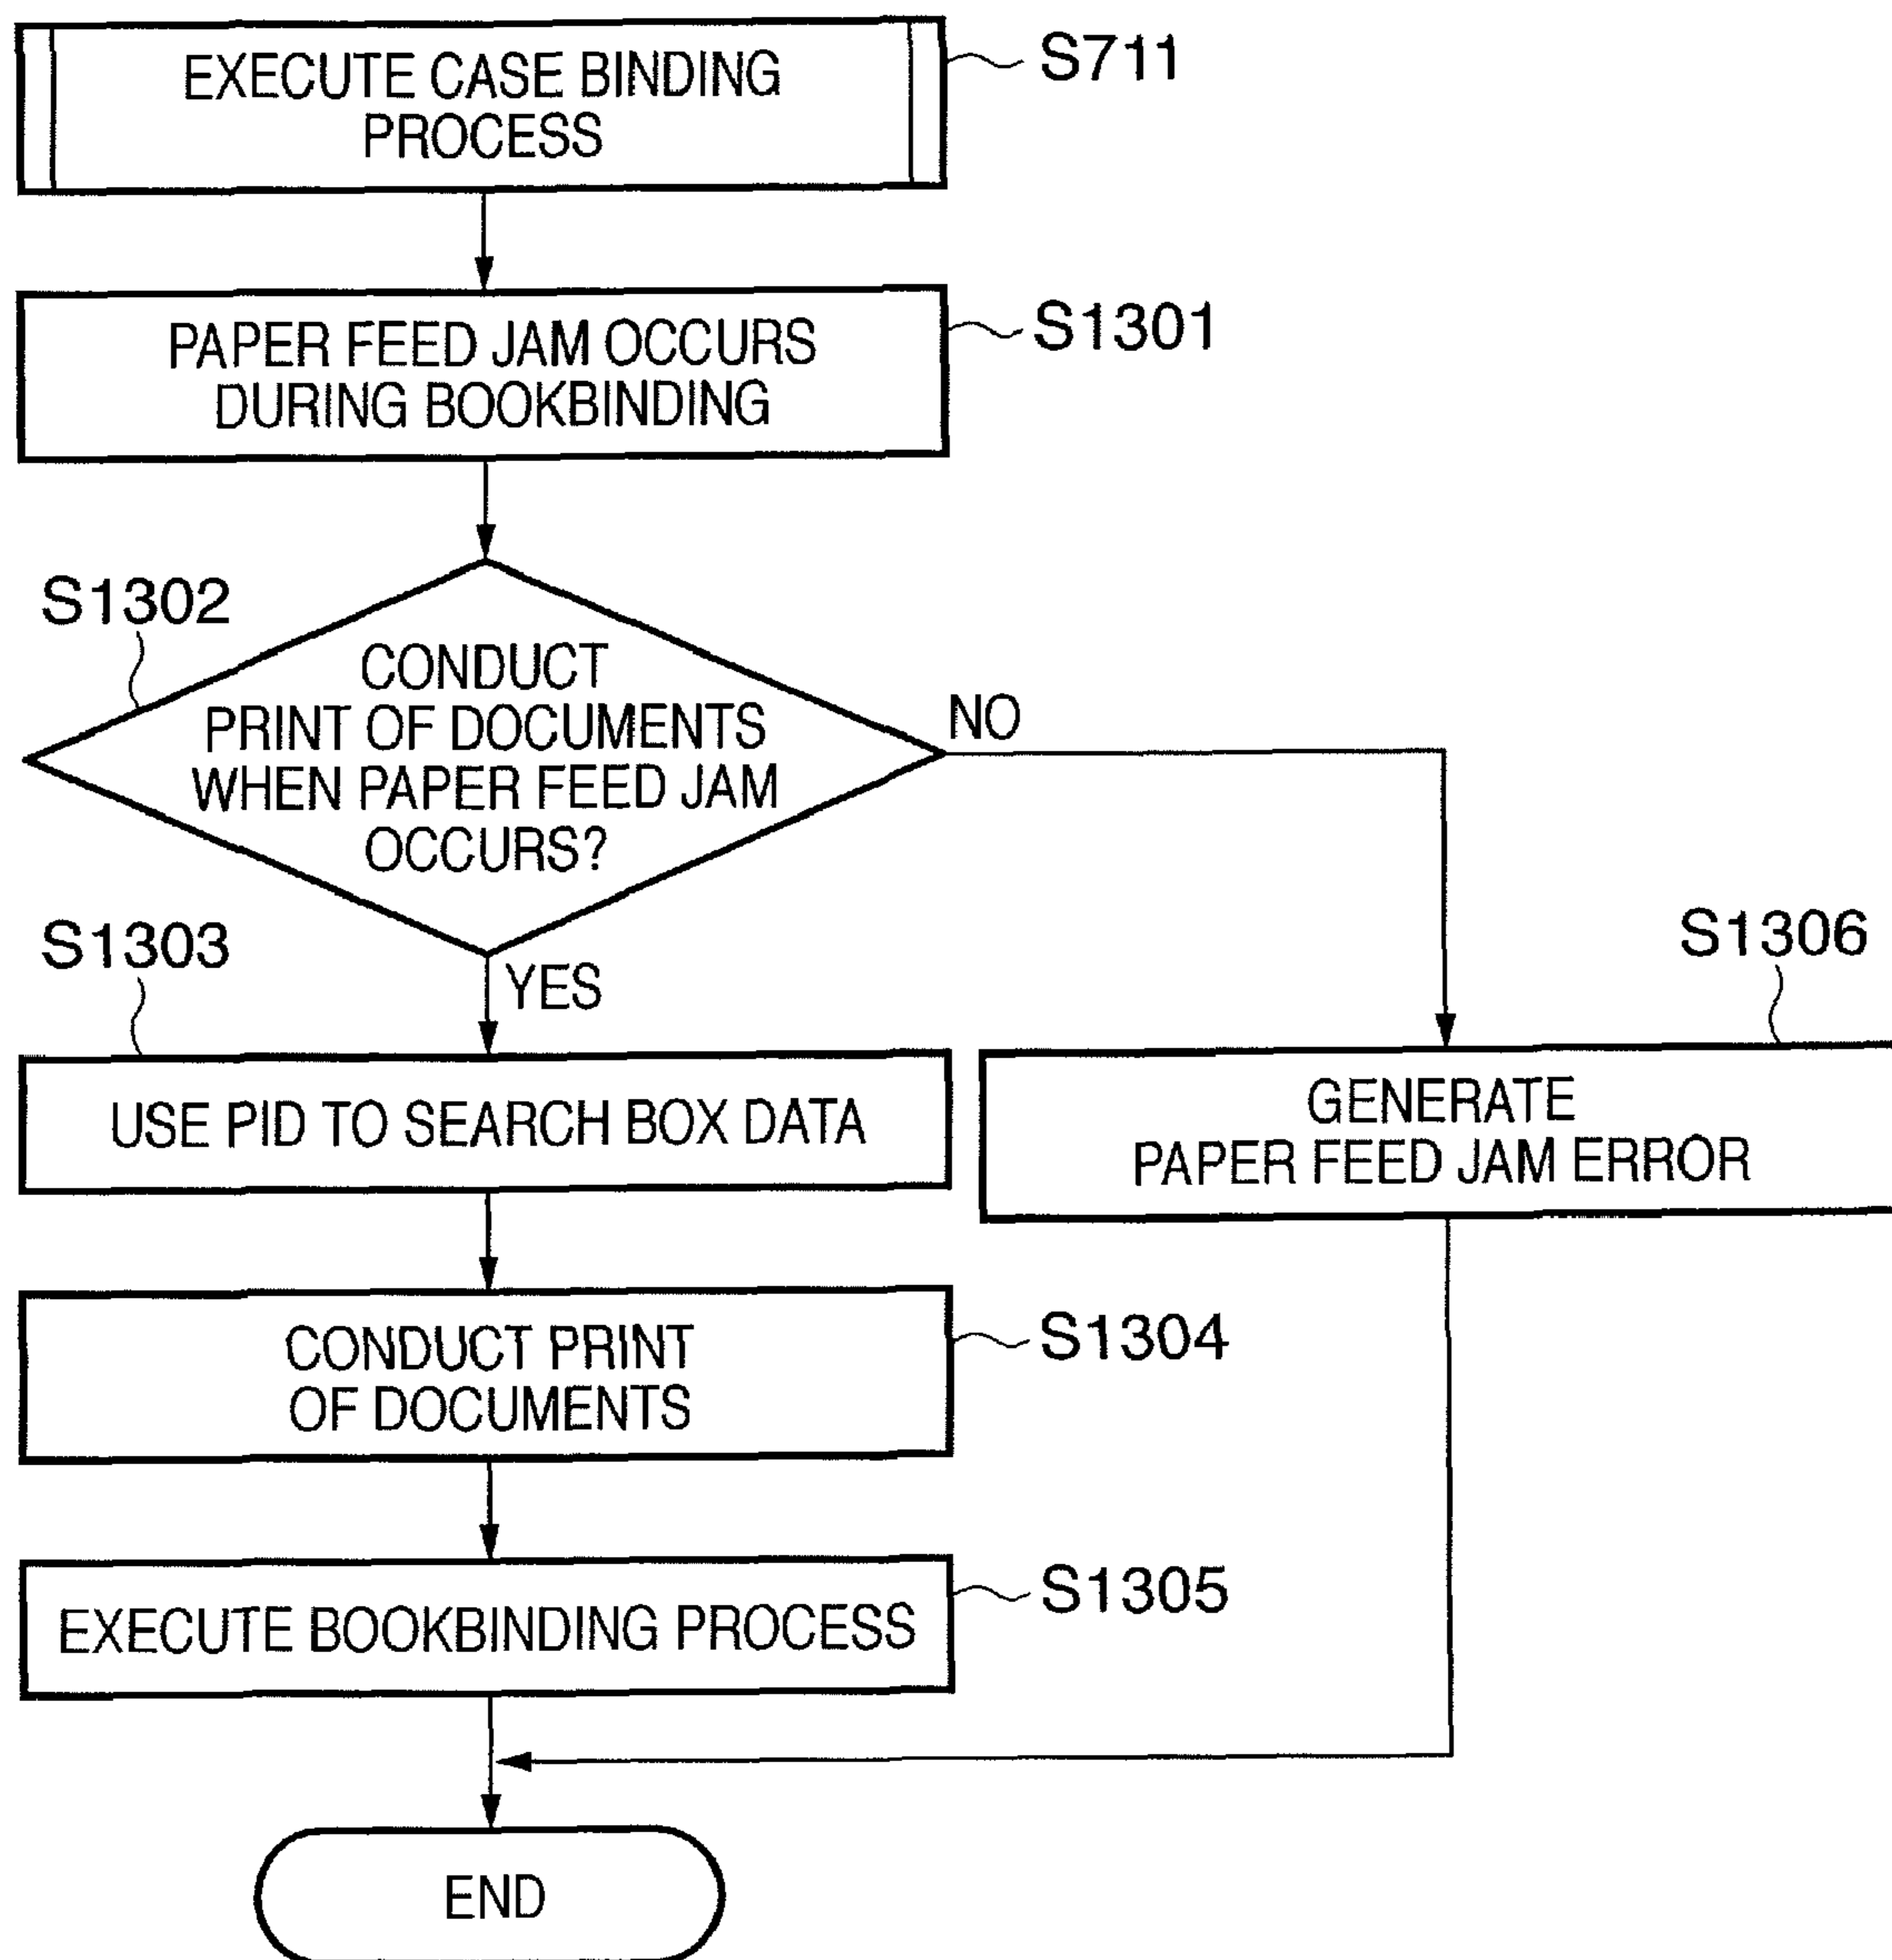 EXECUTE CASE BINDING
PROCESS
S711
PAPER FEED JAM OCCURS
DURING BOOKBINDING
S1301
S1302
CONDUCT
PRINT OF DOCUMENTS
WHEN PAPER FEED JAM
OCCURS?
NO
YES
S1303
USE PID TO SEARCH BOX DATA
S1306
GENERATE
PAPER FEED JAM ERROR
CONDUCT PRINT
OF DOCUMENTS
S1304
EXECUTE BOOKBINDING PROCESS
S1305
END